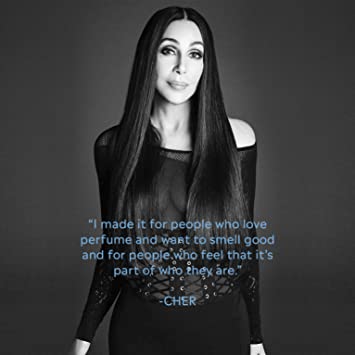 “I made it for people who love
perfume and want to smell good
and for people who feel that it's
part of who they are.”
-CHER